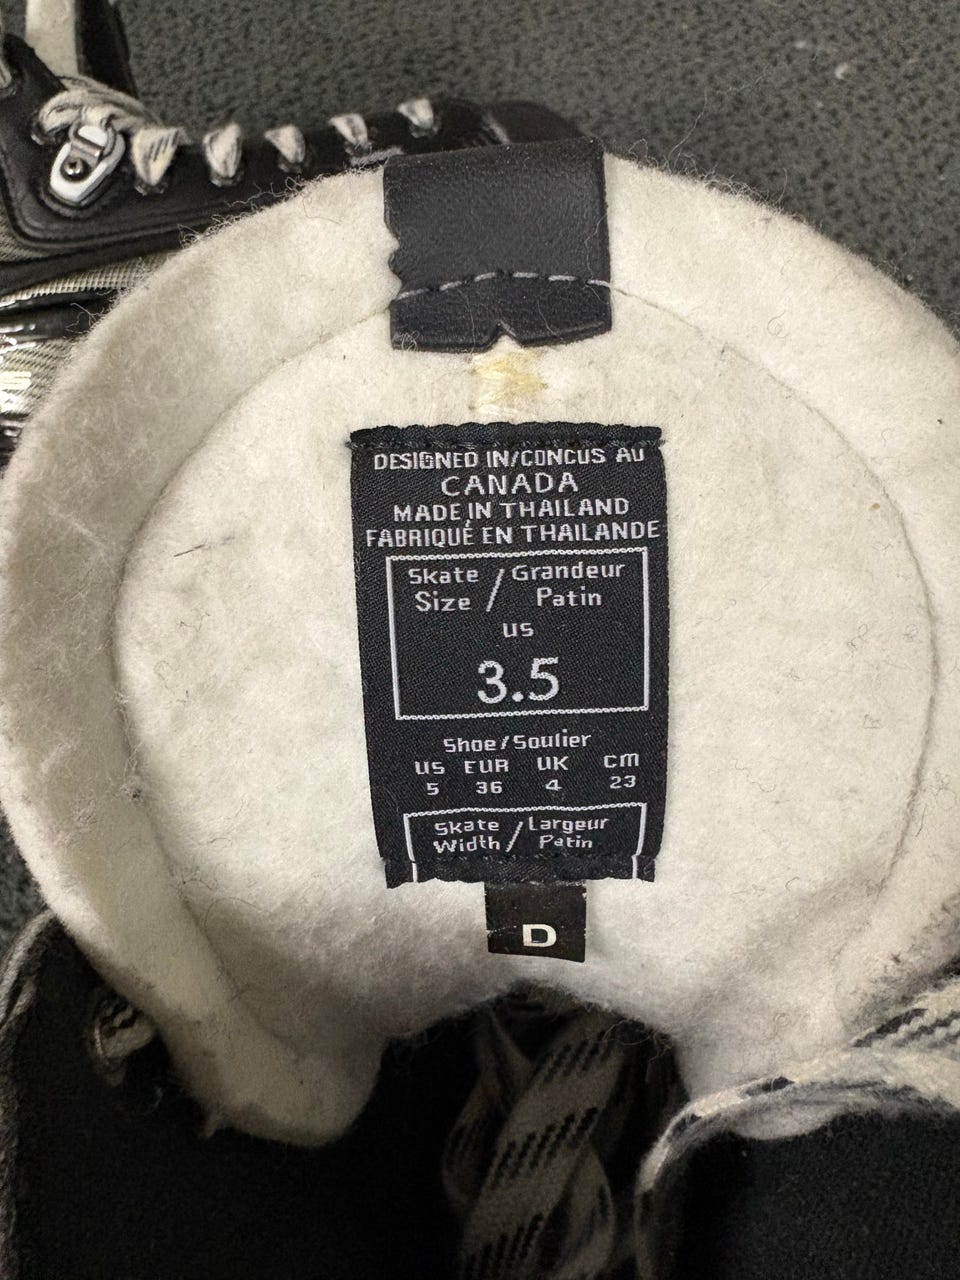 DESIGNED IN/CONCUS AU
CANADA
MADE IN THAILAND
FABRIQUÉ EN THAILANDE
Skate / Grandeur
Size / Patin
US
3.5
Shoe/Soulier
US EUR UK CM
5 36 4 23
Skate / Largeur
Width / Patin
D